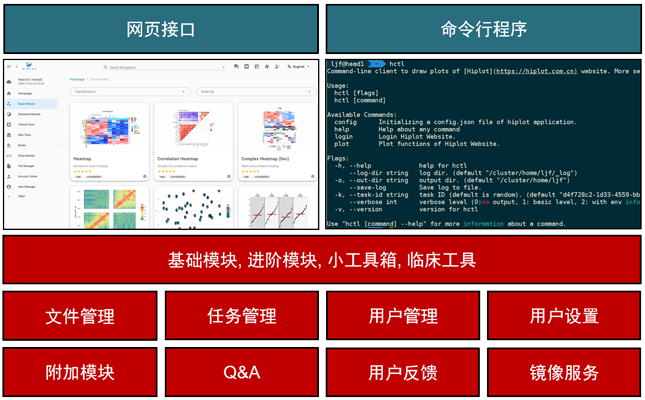 网页接口
命令行程序
HIPLOT
Quick Navigation
English
Homepage
Basic Module
Advanced Module
Clinical Tools
Mini Tools
Books
Extra Module
File Manager
Account Center
User Manager
Other
Homepage
Basic Module
Classification
Order By
Heatmap
Correlation Heatmap
Complex Heatmap (Dev)
ljf@head1 ~ hctl
Command-line client to draw plots of [Hiplot](https://hiplot.com.cn) website. More se
Usage:
hctl [flags]
hctl [command]
Available Commands:
config Initializing a config.json file of hiplot application.
help Help about any command
login Login Hiplot Website.
plot Plot functions of Hiplot Website.
Flags:
-h, --help help for hctl
--log-dir string log dir. (default "/cluster/home/ljf/_log")
-o, --out-dir string output dir. (default "/cluster/home/ljf")
--save-log Save log to file.
-k, --task-id string task ID (default is random). (default "d4f728c2-1d33-4559-bb
--verbose int verbose level (0:no output, 1: basic level, 2: with env info
-v, --version version for hctl
Use "hctl [command] --help" for more information about a command.
基础模块, 进阶模块, 小工具箱, 临床工具
文件管理
任务管理
用户管理
用户设置
附加模块
Q&A
用户反馈
镜像服务